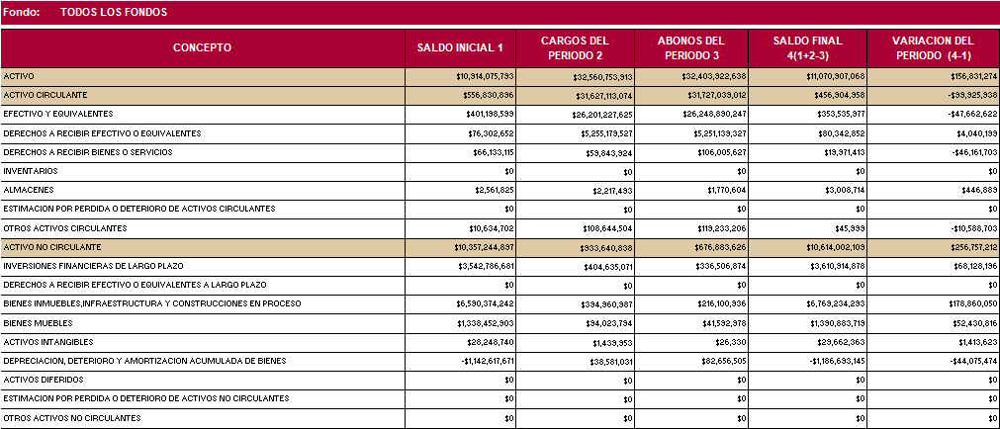 Fondo: TODOS LOS FONDOS
CONCEPTO SALDO INICIAL 1 CARGOS DEL PERIODO 2 ABONOS DEL PERIODO 3 SALDO FINAL 4(1+2-3) VARIACION DEL PERIODO (4-1)
ACTIVO $10,914,075,793 $32,560,753,913 $32,403,922,638 $11,070,907,068 $156,831,274
ACTIVO CIRCULANTE $556,830,896 $31,627,113,074 $31,727,039,012 $456,904,958 -$99,925,938
EFECTIVO Y EQUIVALENTES $401,198,599 $26,201,227,625 $26,248,890,247 $353,535,977 -$47,662,622
DERECHOS A RECIBIR EFECTIVO O EQUIVALENTES $76,302,652 $5,255,179,527 $5,251,139,327 $80,342,852 $4,040,199
DERECHOS A RECIBIR BIENES O SERVICIOS $66,133,115 $59,843,924 $106,005,627 $19,971,413 -$46,161,703
INVENTARIOS $0 $0 $0 $0 $0
ALMACENES $2,561,825 $2,217,493 $1,770,604 $3,008,714 $446,889
ESTIMACION POR PERDIDA O DETERIORO DE ACTIVOS CIRCULANTES $0 $0 $0 $0 $0
OTROS ACTIVOS CIRCULANTES $10,634,702 $108,644,504 $119,233,206 $45,999 -$10,588,703
ACTIVO NO CIRCULANTE $10,357,244,897 $933,640,838 $676,883,626 $10,614,002,109 $256,757,212
INVERSIONES FINANCIERAS DE LARGO PLAZO $3,542,786,681 $404,635,071 $336,506,874 $3,610,914,878 $68,128,196
DERECHOS A RECIBIR EFECTIVO O EQUIVALENTES A LARGO PLAZO $0 $0 $0 $0 $0
BIENES INMUEBLES,INFRAESTRUCTURA Y CONSTRUCCIONES EN PROCESO $6,590,374,242 $394,960,987 $216,100,936 $6,769,234,293 $178,860,050
BIENES MUEBLES $1,338,452,903 $94,023,794 $41,592,978 $1,390,883,719 $52,430,816
ACTIVOS INTANGIBLES $28,248,740 $1,439,953 $26,330 $29,662,363 $1,413,623
DEPRECIACION, DETERIORO Y AMORTIZACION ACUMULADA DE BIENES -$1,142,617,671 $38,581,031 $82,656,505 -$1,186,693,145 -$44,075,474
ACTIVOS DIFERIDOS $0 $0 $0 $0 $0
ESTIMACION POR PERDIDA O DETERIORO DE ACTIVOS NO CIRCULANTES $0 $0 $0 $0 $0
OTROS ACTIVOS NO CIRCULANTES $0 $0 $0 $0 $0